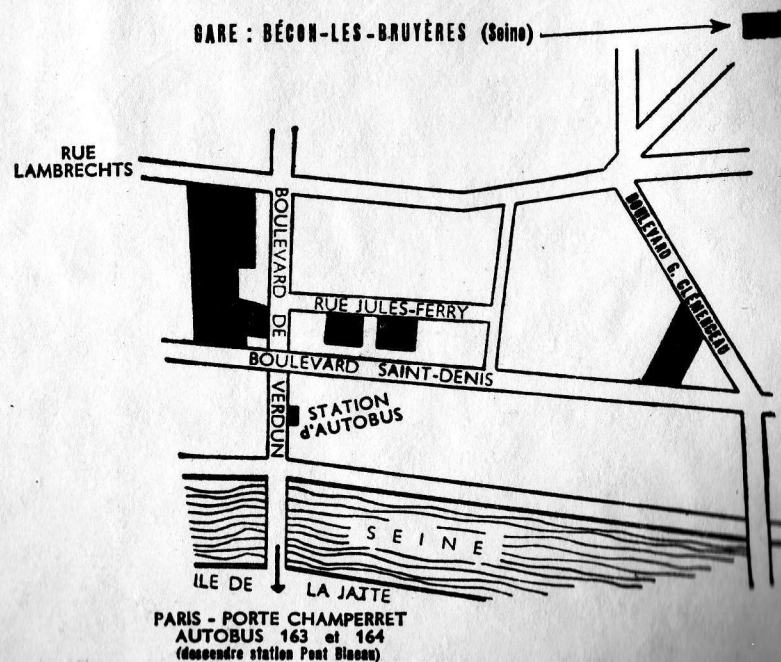 GARE : BÉCON-LES-BRUYÈRES (Seine)
RUE
LAMBRECHTS
BOULEVARD DE VERDUN
BOULEVARD G. CLÉMENCEAU
RUE JULES-FERRY
BOULEVARD SAINT-DENIS
STATION
d'AUTOBUS
SEINE
ILE DE LA JATTE
PARIS - PORTE CHAMPERRET
AUTOBUS 163 et 164
(descendre station Pont Bineau)